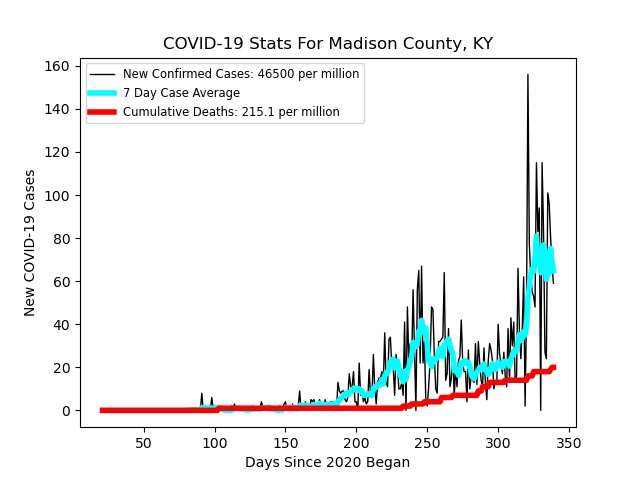 COVID-19 Stats For Madison County, KY
New Confirmed Cases: 46500 per million
7 Day Case Average
Cumulative Deaths: 215.1 per million
160
140
120
100
80
60
40
20
0
New COVID-19 Cases
50
100
150
200
250
300
350
Days Since 2020 Began